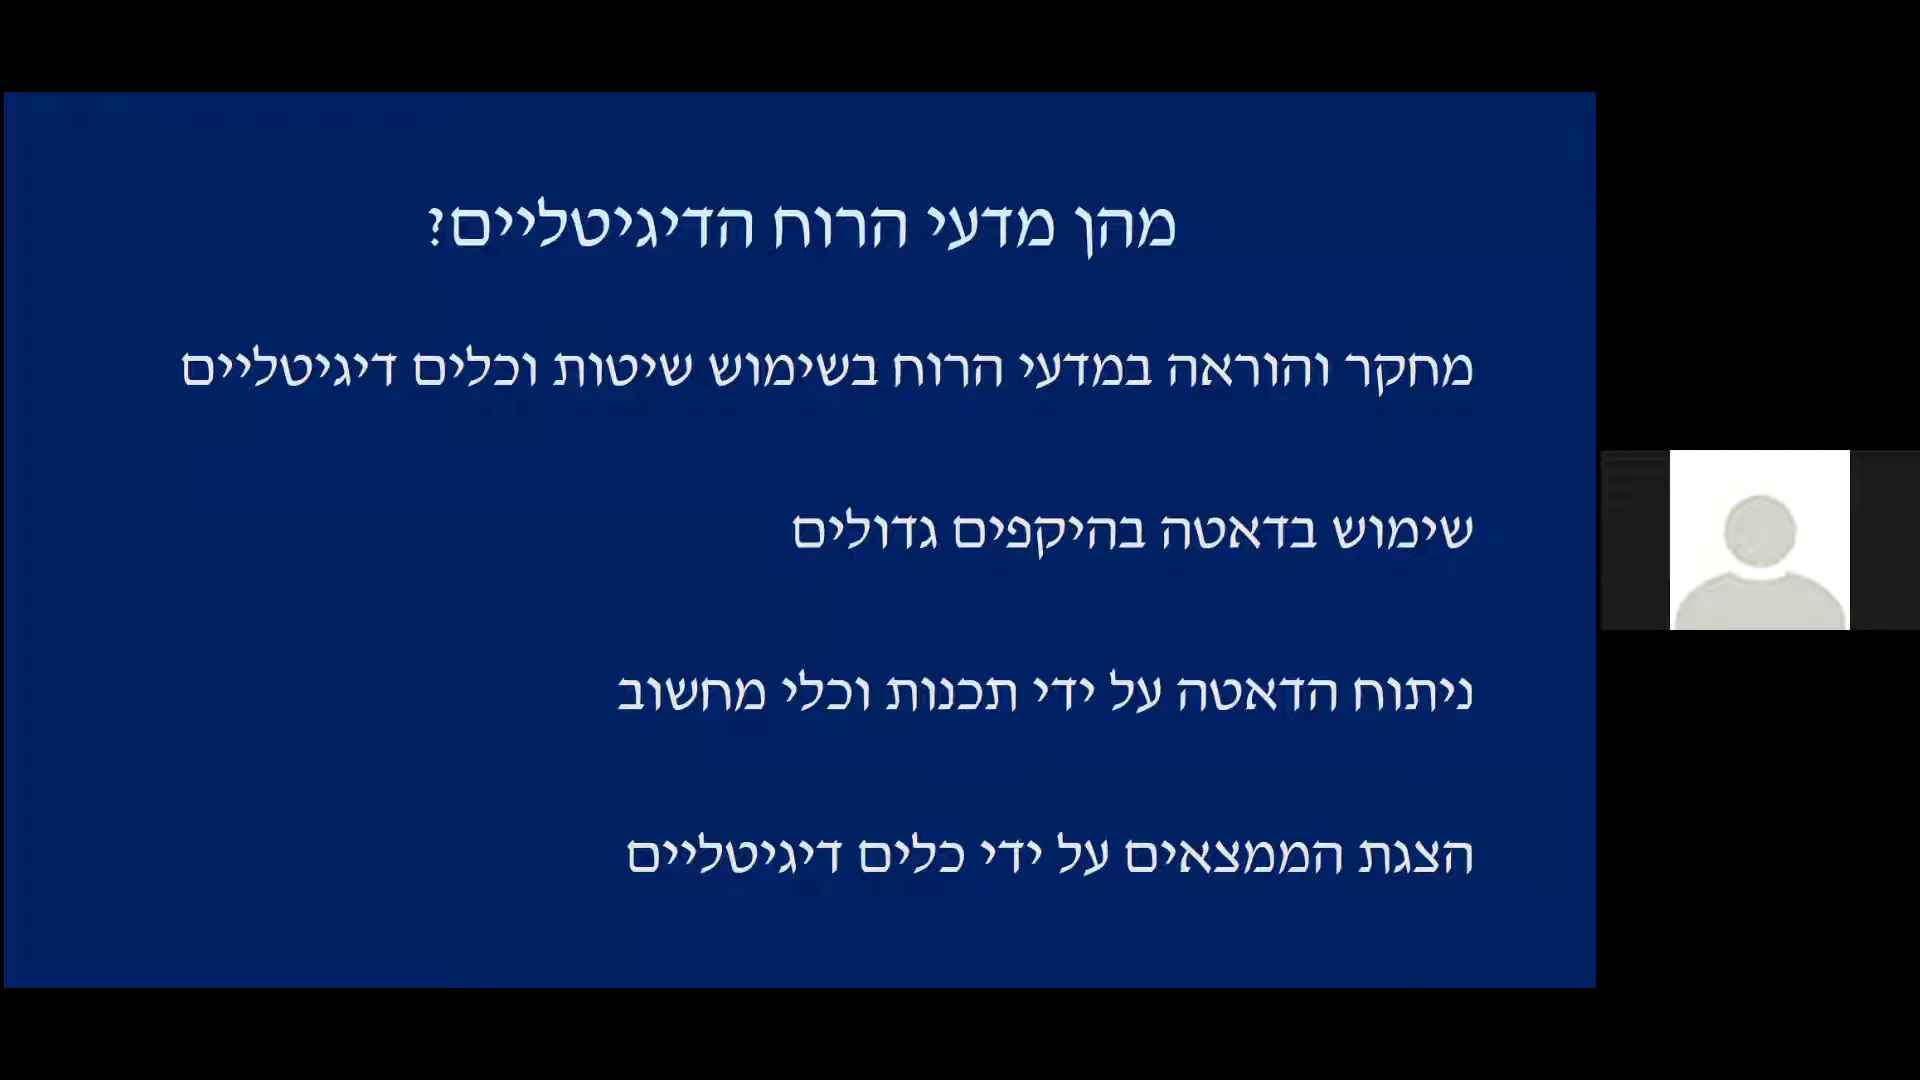 מהן מדעי הרוח הדיגיטליים?
מחקר והוראה במדעי הרוח בשימוש שיטות וכלים דיגיטליים
שימוש בדאטה בהיקפים גדולים
ניתוח הדאטה על ידי תכנות וכלי מחשוב
הצגת הממצאים על ידי כלים דיגיטליים